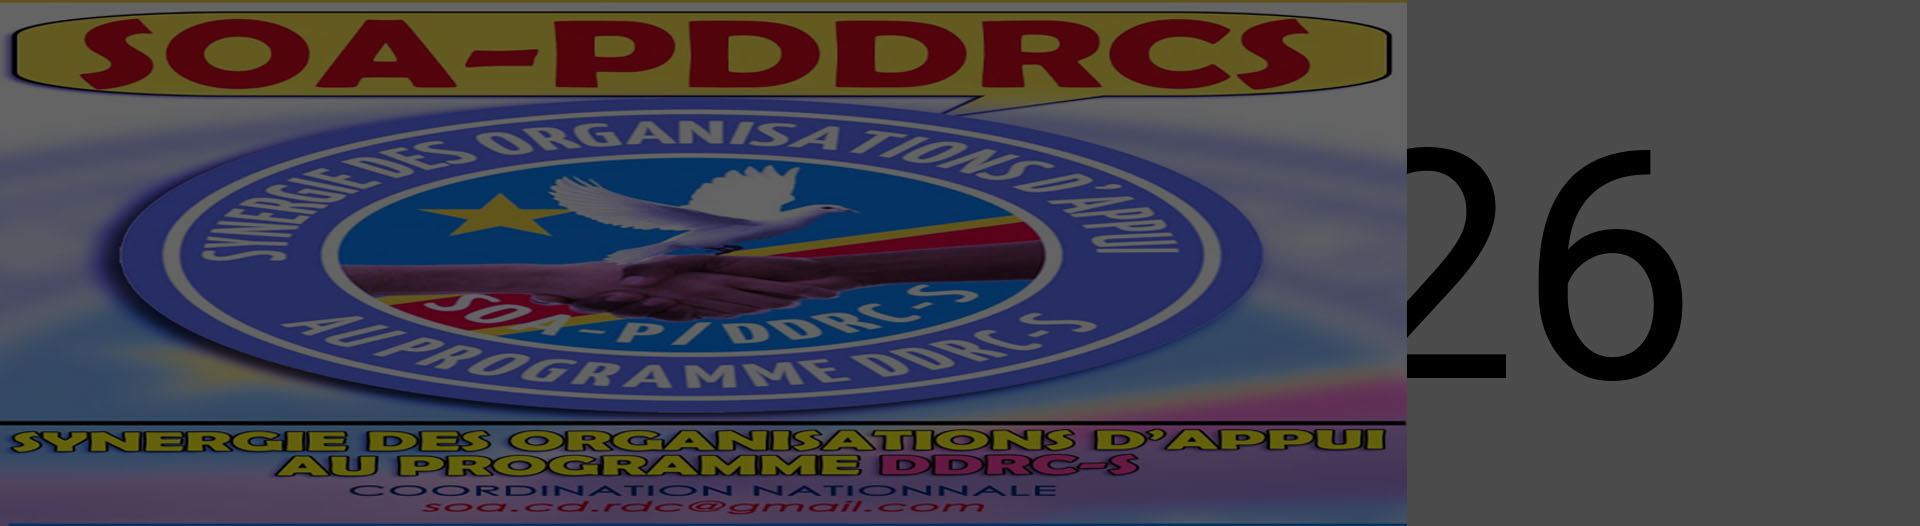 SOA-PDDRCS
SYNERGIE DES ORGANISATIONS D'APPUI
SOA-P/DDRC-S
AU PROGRAMME DDRC-S
26
SYNERGIE DES ORGANISATIONS D'APPUI
AU PROGRAMME DDRC-S
COORDINATION NATIONNALE
soa.cd.rdc@gmail.com